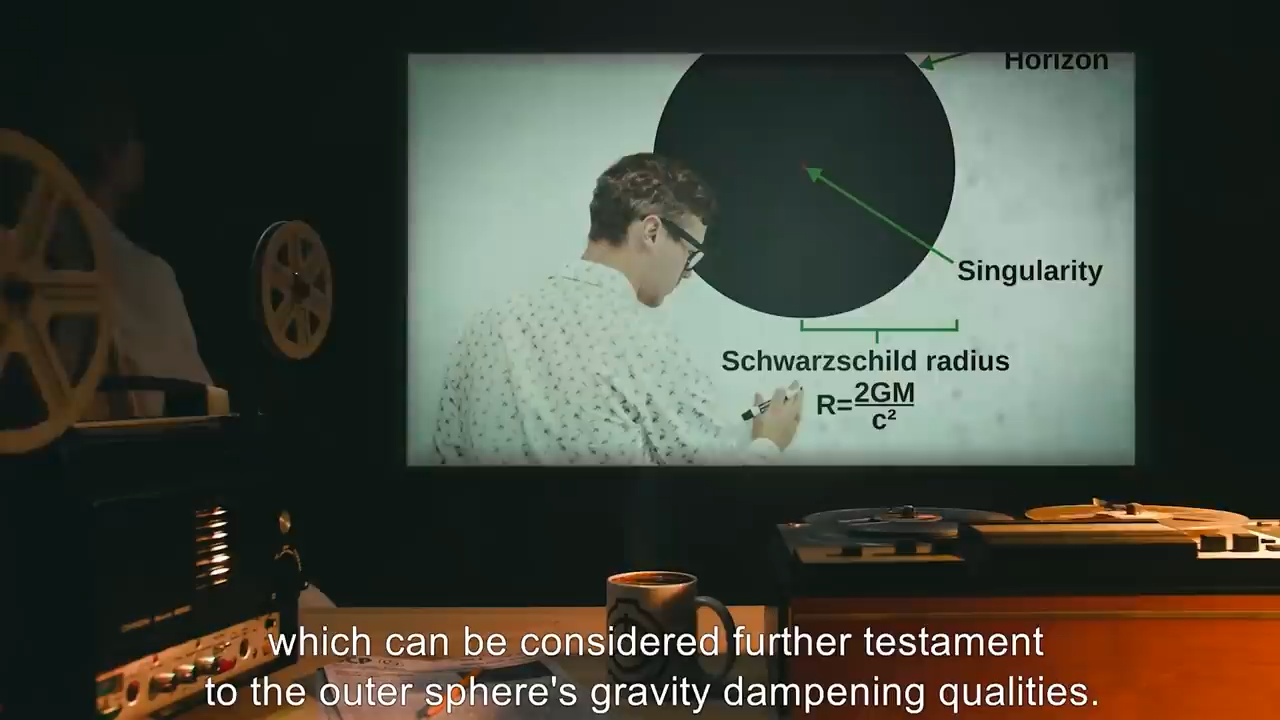 Horizon
Singularity
Schwarzschild radius
R=2GM
c²
which can be considered further testament
to the outer sphere's gravity dampening qualities.